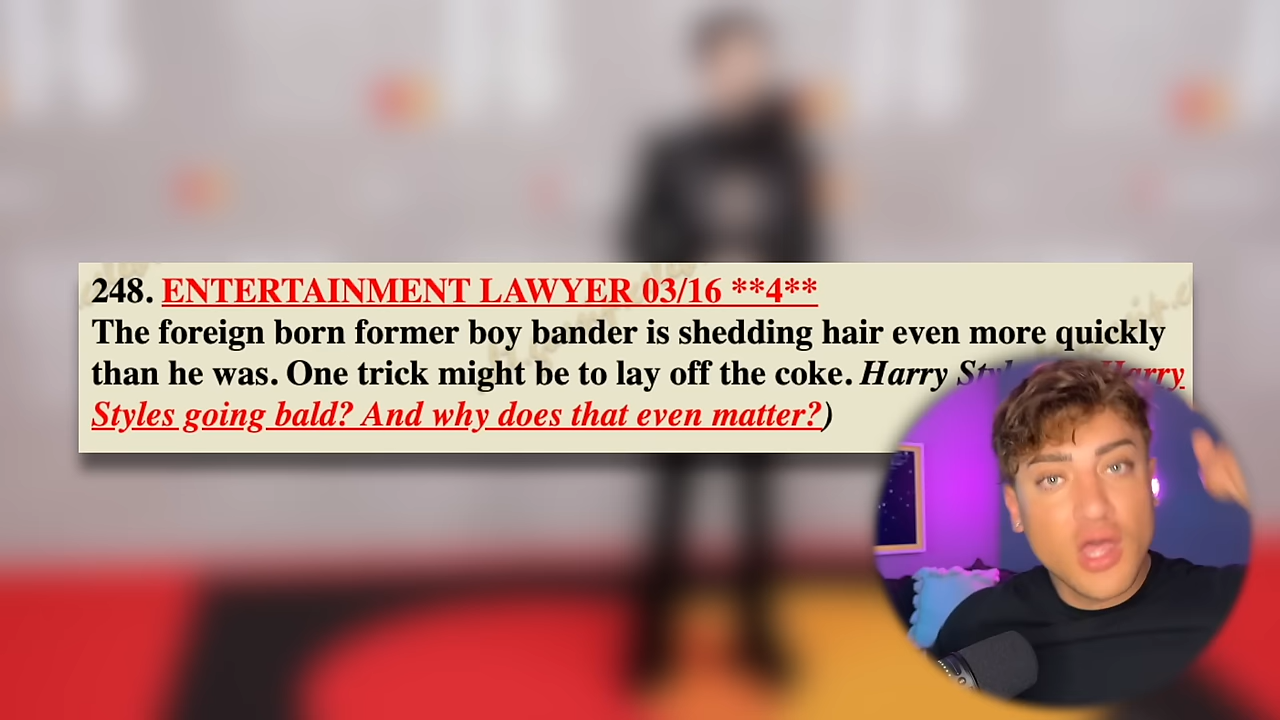 248. ENTERTAINMENT LAWYER 03/16 **4**
The foreign born former boy bander is shedding hair even more quickly
than he was. One trick might be to lay off the coke. Harry Harry
Styles going bald? And why does that even matter?)